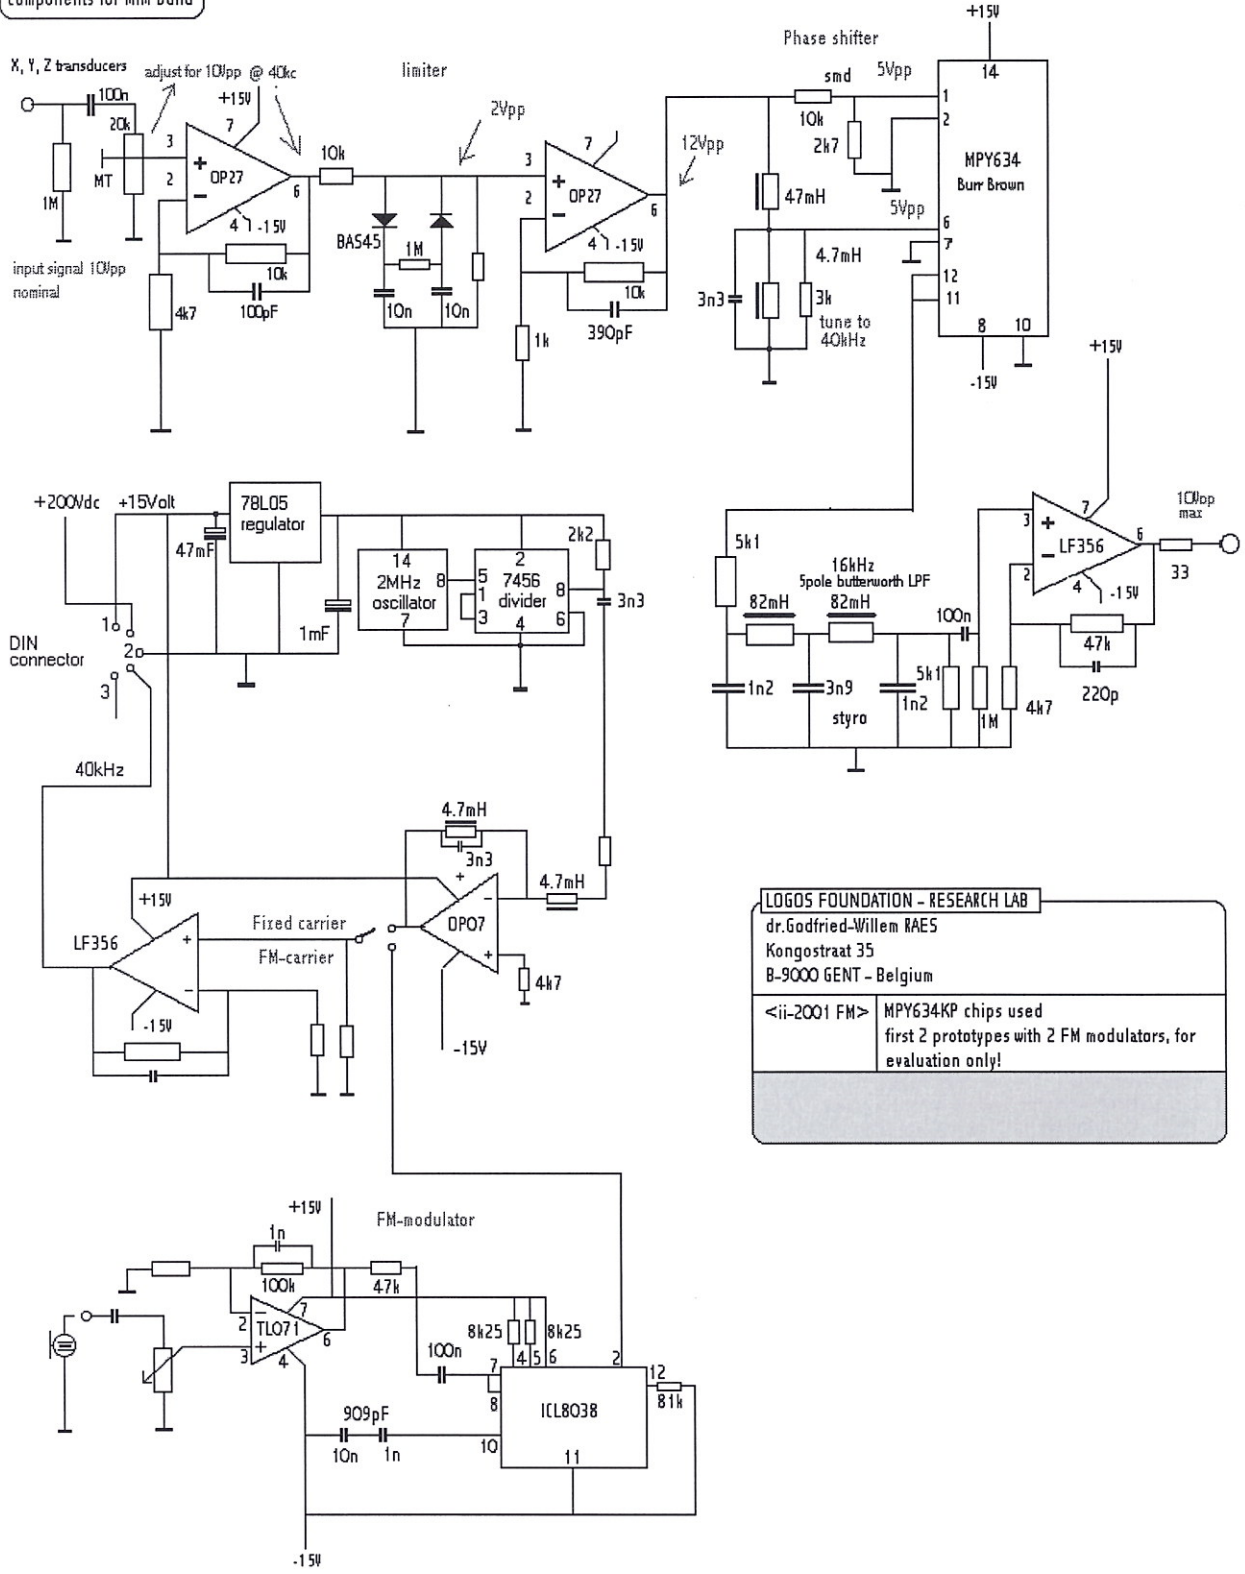 components for MIM band
X, Y, Z transducers
adjust for 10Vpp @ 40kc
limiter
Phase shifter
+15V
100n
20k
+15V
7
3
+
2
−
OP27
6
4
-15V
MT
1M
input signal 10Vpp
nominal
10k
100pF
4k7
10k
2Vpp
BAS45
1M
10n
10n
3
+
2
−
7
OP27
6
4
-15V
12Vpp
10k
390pF
1k
smd
5Vpp
10k
2k7
47mH
5Vpp
4.7mH
3n3
3k
tune to
40kHz
14
1
2
MPY634
Burr Brown
6
7
12
11
8
10
-15V
+15V
+200Vdc
+15Volt
78L05
regulator
47mF
1mF
14
2MHz
oscillator
8
7
2
5
1
3
7456
divider
8
6
4
2k2
3n3
DIN
connector
1
2
3
40kHz
5k1
16kHz
5pole butterworth LPF
82mH
82mH
100n
1n2
3n9
1n2
styro
5k1
1M
4k7
3
+
2
−
7
LF356
6
4
-15V
47k
220p
10Vpp
max
33
4.7mH
3n3
+
4.7mH
−
OP07
+
4k7
-15V
+15V
LF356
+
−
-15V
Fixed carrier
FM-carrier
LOGOS FOUNDATION - RESEARCH LAB
dr.Godfried-Willem RAES
Kongostraat 35
B-9000 GENT - Belgium
<ii-2001 FM>
MPY634KP chips used
first 2 prototypes with 2 FM modulators, for
evaluation only!
+15V
FM-modulator
1n
100k
47k
2
−
TL071
7
6
3
+
4
100n
8k25
8k25
4
5
6
2
7
8
12
81k
ICL8038
909pF
10n
1n
10
11
-15V